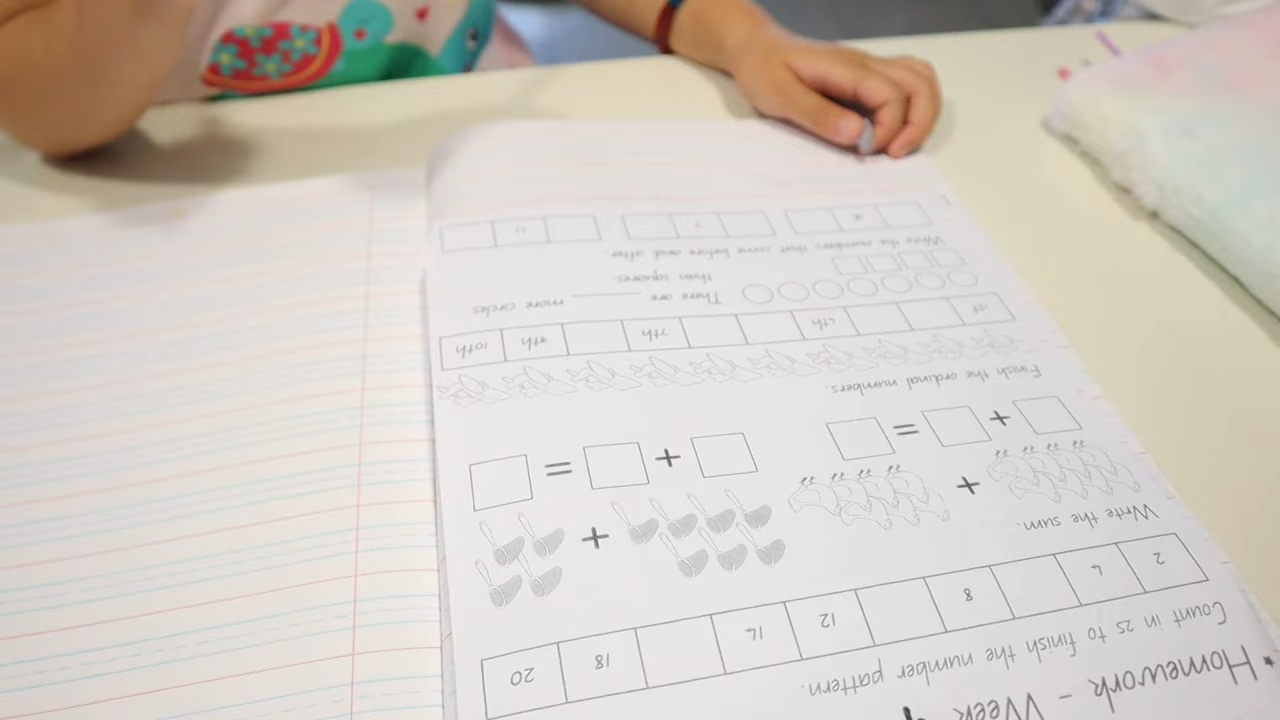 * Homework - Week
Count in 2s to finish the number pattern.
2 4 8 12 14 18 20
Write the sum.
+ +
+ = + =
Finish the ordinal numbers.
1st 4th 7th 9th 10th
There are ______ more circles
than squares.
Write the numbers that come before and after.
11